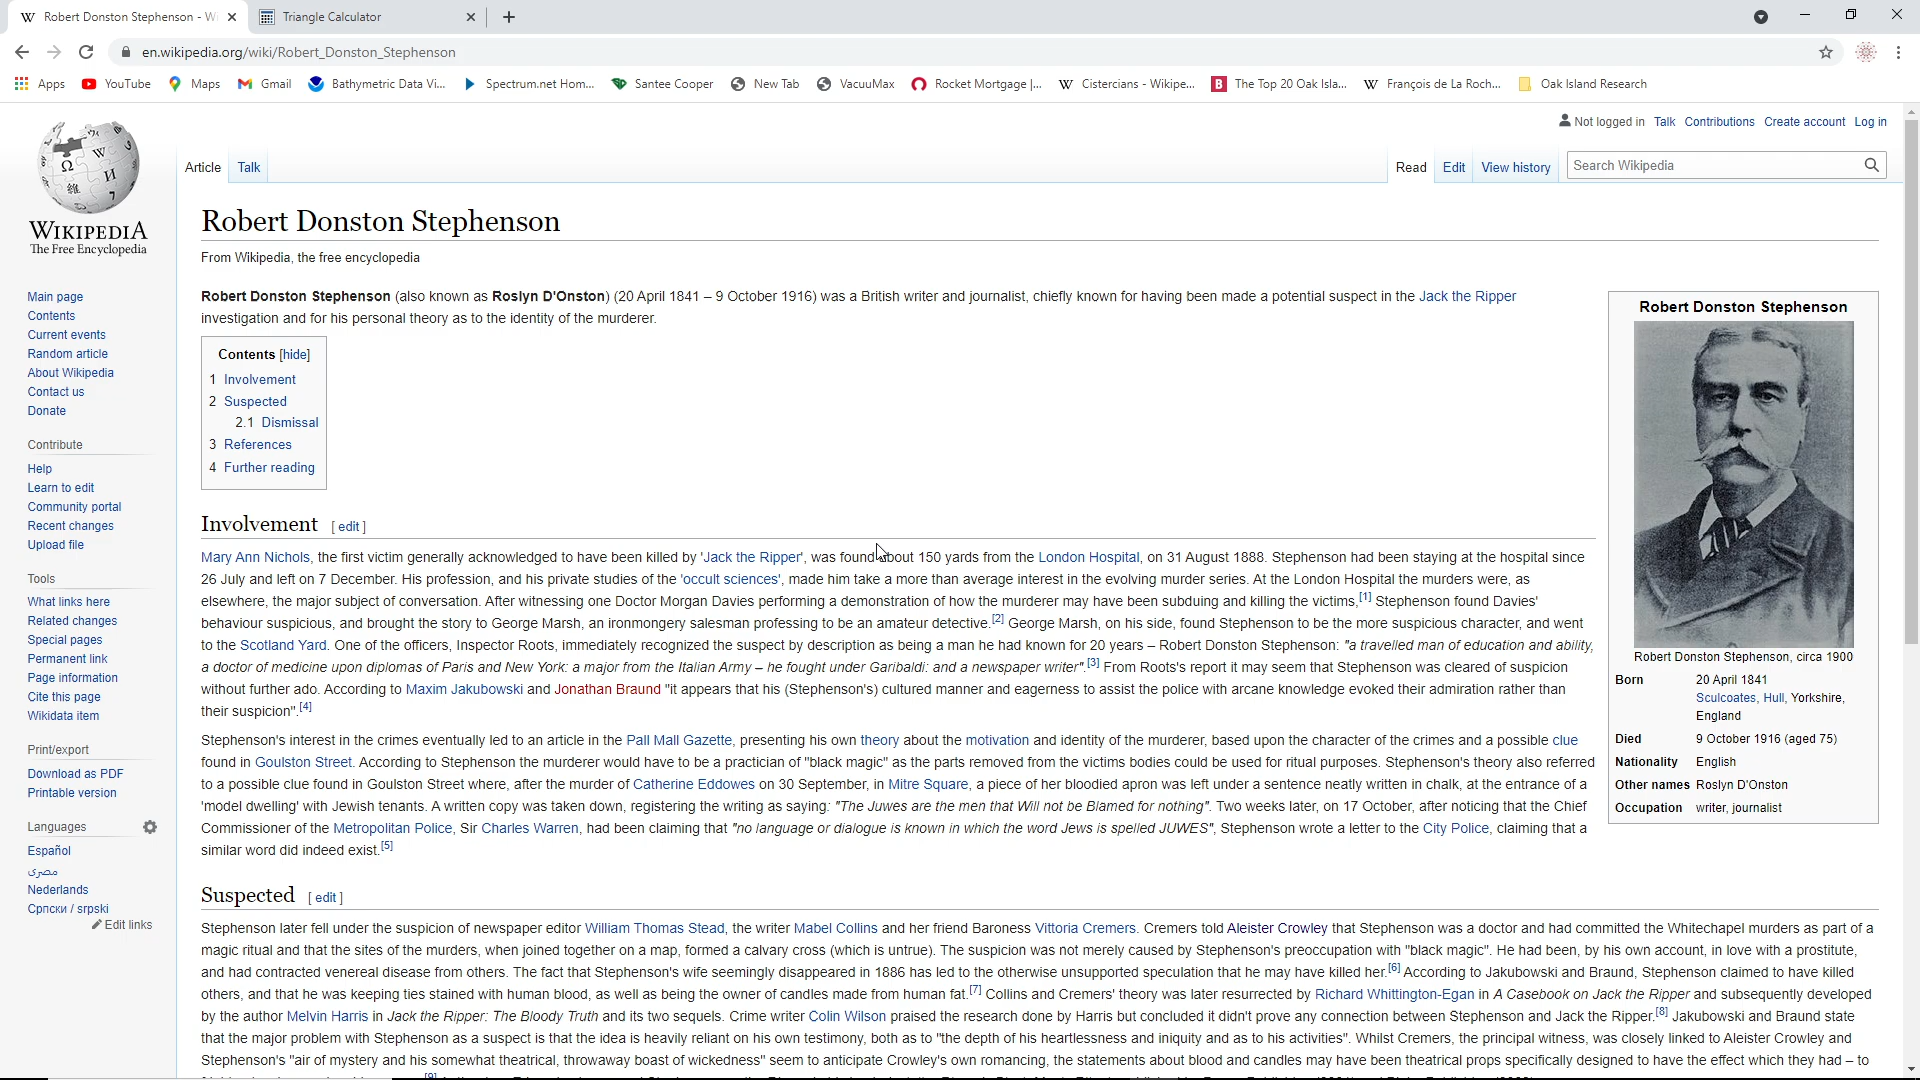 Robert Donston Stephenson - W
Triangle Calculator
en.wikipedia.org/wiki/Robert_Donston_Stephenson
Apps
YouTube
Maps
Gmail
Bathymetric Data Vi...
Spectrum.net Hom...
Santee Cooper
New Tab
VacuuMax
Rocket Mortgage |...
Cistercians - Wikipe...
The Top 20 Oak Isla...
François de La Roch...
Oak Island Research
Not logged in Talk Contributions Create account Log in
Article Talk
Read Edit View history
Search Wikipedia
WIKIPEDIA
The Free Encyclopedia
Main page
Contents
Current events
Random article
About Wikipedia
Contact us
Donate
Contribute
Help
Learn to edit
Community portal
Recent changes
Upload file
Tools
What links here
Related changes
Special pages
Permanent link
Page information
Cite this page
Wikidata item
Print/export
Download as PDF
Printable version
Languages
Español
مصرى
Nederlands
Српски / srpski
Edit links
Robert Donston Stephenson
From Wikipedia, the free encyclopedia
Robert Donston Stephenson (also known as Roslyn D'Onston) (20 April 1841 – 9 October 1916) was a British writer and journalist, chiefly known for having been made a potential suspect in the Jack the Ripper
investigation and for his personal theory as to the identity of the murderer.
Contents [hide]
1 Involvement
2 Suspected
2.1 Dismissal
3 References
4 Further reading
Involvement [ edit ]
Mary Ann Nichols, the first victim generally acknowledged to have been killed by 'Jack the Ripper', was found about 150 yards from the London Hospital, on 31 August 1888. Stephenson had been staying at the hospital since
26 July and left on 7 December. His profession, and his private studies of the 'occult sciences', made him take a more than average interest in the evolving murder series. At the London Hospital the murders were, as
elsewhere, the major subject of conversation. After witnessing one Doctor Morgan Davies performing a demonstration of how the murderer may have been subduing and killing the victims,[1] Stephenson found Davies'
behaviour suspicious, and brought the story to George Marsh, an ironmongery salesman professing to be an amateur detective.[2] George Marsh, on his side, found Stephenson to be the more suspicious character, and went
to the Scotland Yard. One of the officers, Inspector Roots, immediately recognized the suspect by description as being a man he had known for 20 years – Robert Donston Stephenson: "a travelled man of education and ability,
a doctor of medicine upon diplomas of Paris and New York: a major from the Italian Army – he fought under Garibaldi: and a newspaper writer".[3] From Roots's report it may seem that Stephenson was cleared of suspicion
without further ado. According to Maxim Jakubowski and Jonathan Braund "it appears that his (Stephenson's) cultured manner and eagerness to assist the police with arcane knowledge evoked their admiration rather than
their suspicion".[4]
Stephenson's interest in the crimes eventually led to an article in the Pall Mall Gazette, presenting his own theory about the motivation and identity of the murderer, based upon the character of the crimes and a possible clue
found in Goulston Street. According to Stephenson the murderer would have to be a practician of "black magic" as the parts removed from the victims bodies could be used for ritual purposes. Stephenson's theory also referred
to a possible clue found in Goulston Street where, after the murder of Catherine Eddowes on 30 September, in Mitre Square, a piece of her bloodied apron was left under a sentence neatly written in chalk, at the entrance of a
'model dwelling' with Jewish tenants. A written copy was taken down, registering the writing as saying: "The Juwes are the men that Will not be Blamed for nothing". Two weeks later, on 17 October, after noticing that the Chief
Commissioner of the Metropolitan Police, Sir Charles Warren, had been claiming that "no language or dialogue is known in which the word Jews is spelled JUWES", Stephenson wrote a letter to the City Police, claiming that a
similar word did indeed exist.[5]
Robert Donston Stephenson
Robert Donston Stephenson, circa 1900
Born 20 April 1841
Sculcoates, Hull, Yorkshire,
England
Died 9 October 1916 (aged 75)
Nationality English
Other names Roslyn D'Onston
Occupation writer, journalist
Suspected [ edit ]
Stephenson later fell under the suspicion of newspaper editor William Thomas Stead, the writer Mabel Collins and her friend Baroness Vittoria Cremers. Cremers told Aleister Crowley that Stephenson was a doctor and had committed the Whitechapel murders as part of a
magic ritual and that the sites of the murders, when joined together on a map, formed a calvary cross (which is untrue). The suspicion was not merely caused by Stephenson's preoccupation with "black magic". He had been, by his own account, in love with a prostitute,
and had contracted venereal disease from others. The fact that Stephenson's wife seemingly disappeared in 1886 has led to the otherwise unsupported speculation that he may have killed her.[6] According to Jakubowski and Braund, Stephenson claimed to have killed
others, and that he was keeping ties stained with human blood, as well as being the owner of candles made from human fat.[7] Collins and Cremers' theory was later resurrected by Richard Whittington-Egan in A Casebook on Jack the Ripper and subsequently developed
by the author Melvin Harris in Jack the Ripper: The Bloody Truth and its two sequels. Crime writer Colin Wilson praised the research done by Harris but concluded it didn't prove any connection between Stephenson and Jack the Ripper.[8] Jakubowski and Braund state
that the major problem with Stephenson as a suspect is that the idea is heavily reliant on his own testimony, both as to "the depth of his heartlessness and iniquity and as to his activities". Whilst Cremers, the principal witness, was closely linked to Aleister Crowley and
Stephenson's "air of mystery and his somewhat theatrical, throwaway boast of wickedness" seem to anticipate Crowley's own romancing, the statements about blood and candles may have been theatrical props specifically designed to have the effect which they had – to